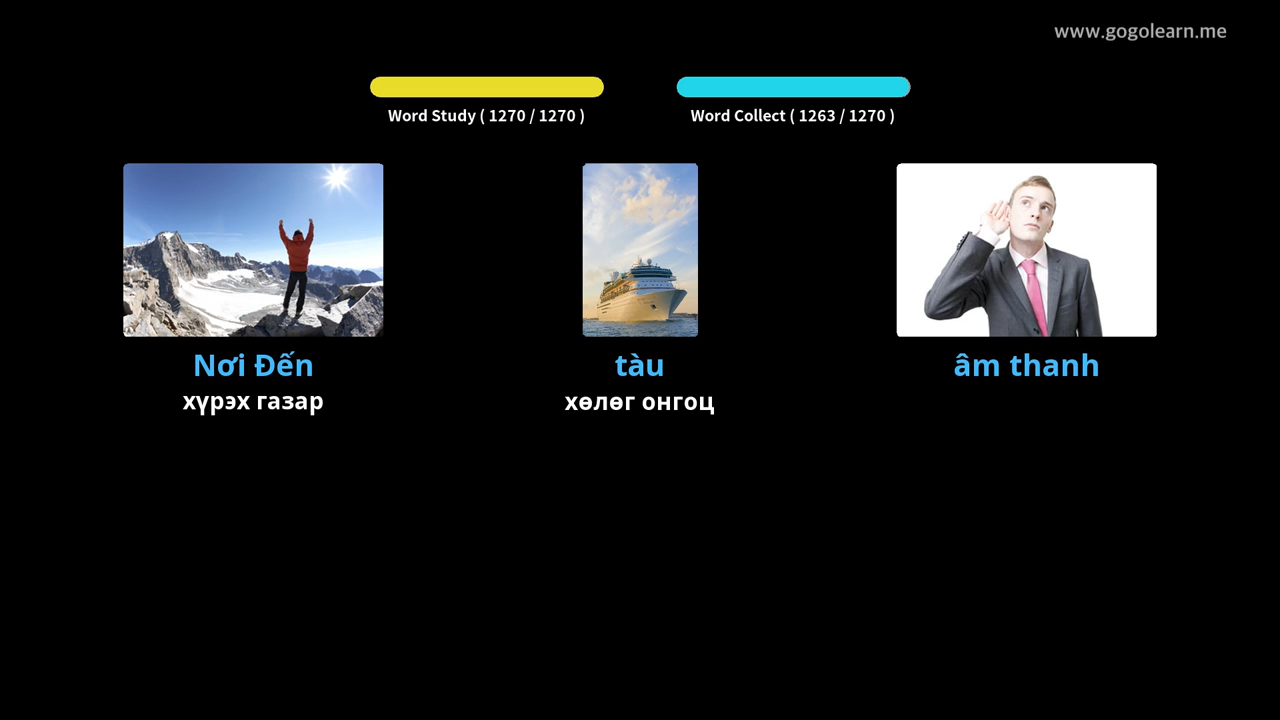 www.gogolearn.me
Word Study ( 1270 / 1270 )
Word Collect ( 1263 / 1270 )
Nơi Đến
хүрэх газар
tàu
хөлөг онгоц
âm thanh